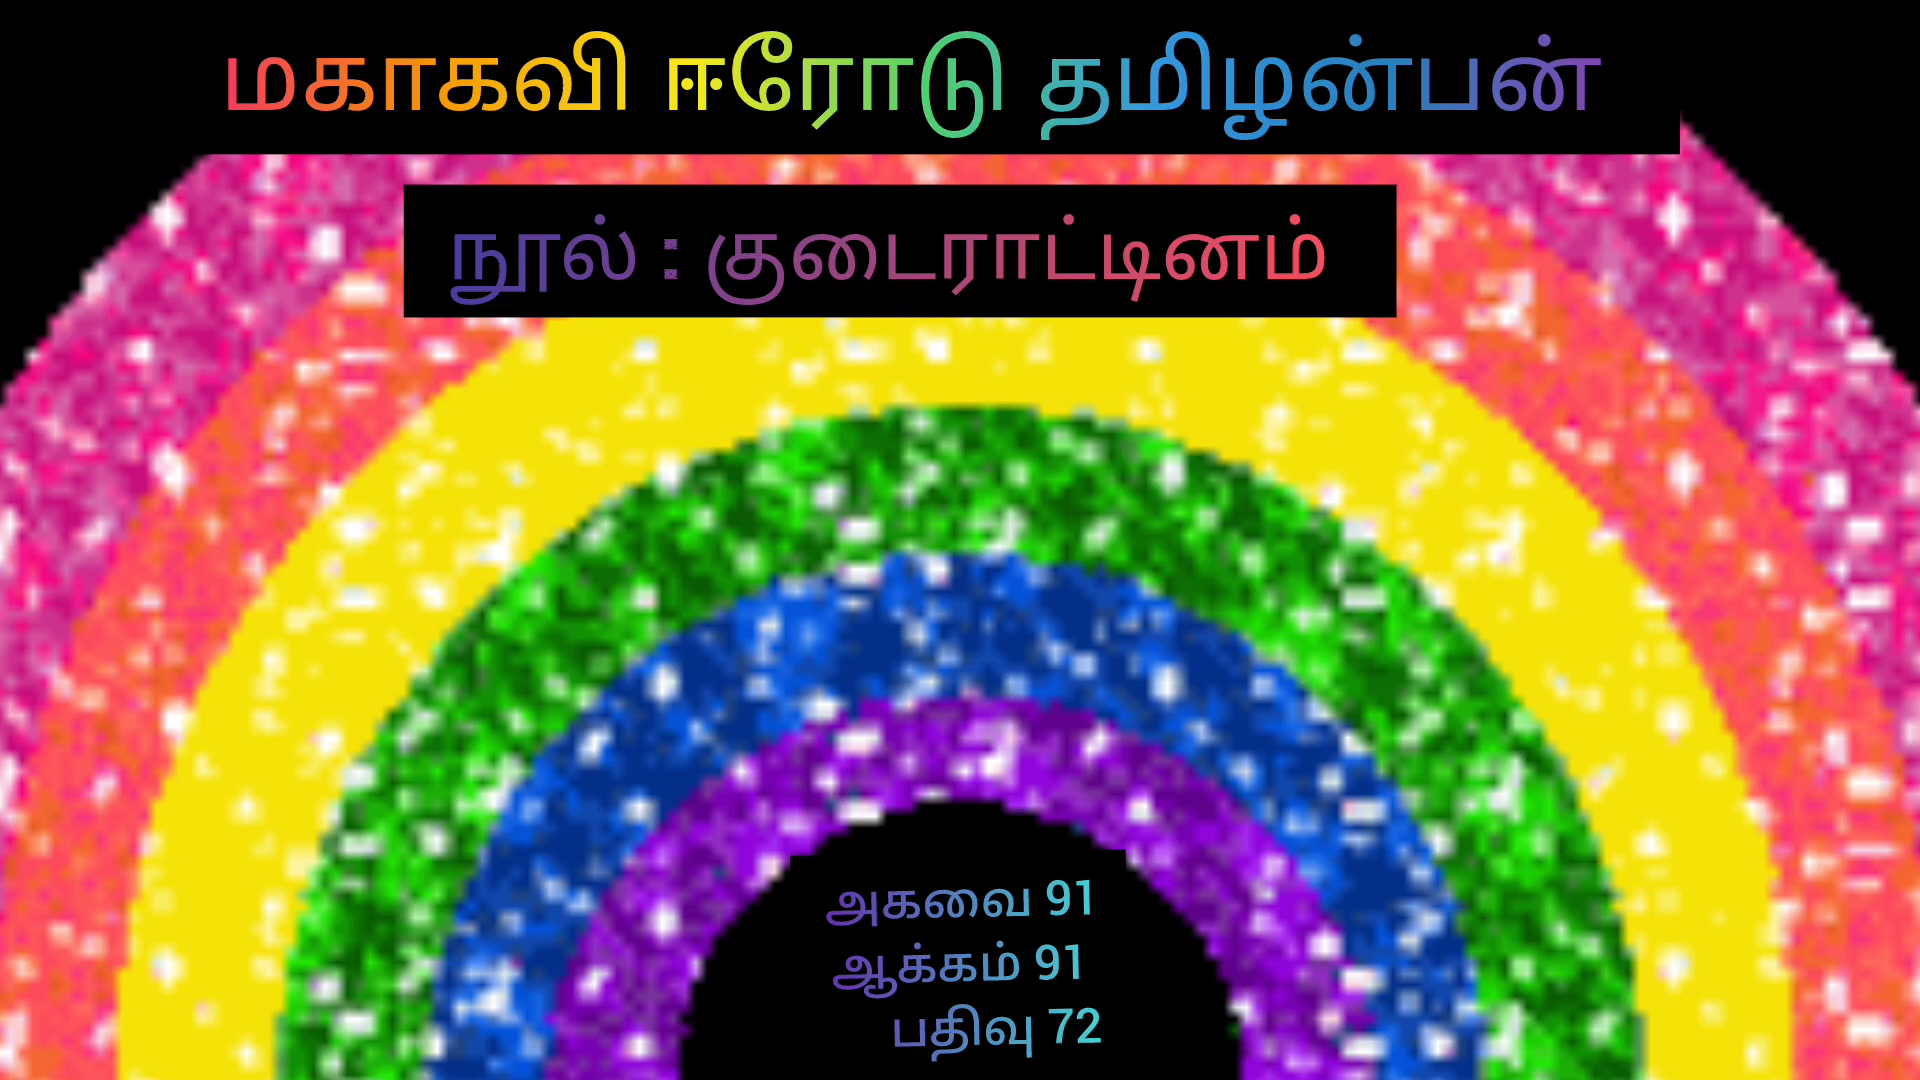 மகாகவி ஈரோடு தமிழன்பன்
நூல் : குடைராட்டினம்
அகவை 91
ஆக்கம் 91
பதிவு 72